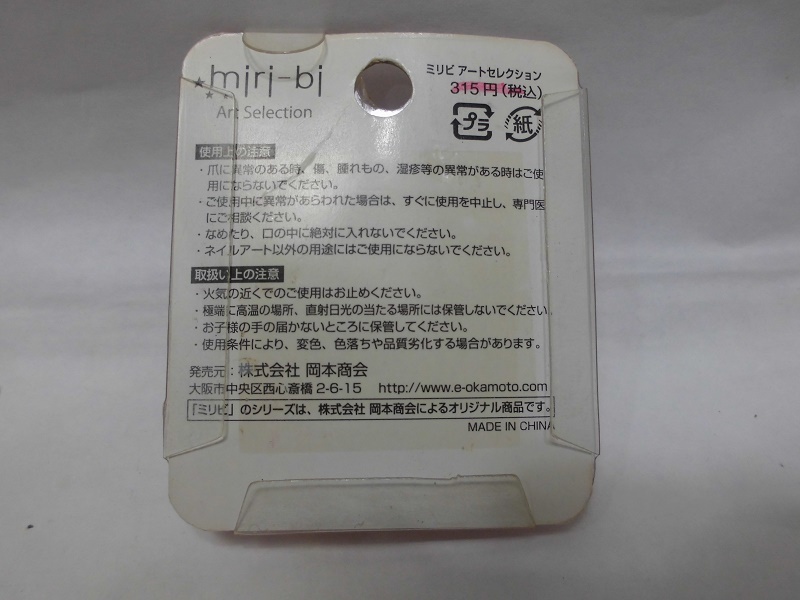 miri-bi
Art Selection
ミリビ アートセレクション
315円(税込)
プラ
紙
使用上の注意
・爪に異常のある時、傷、腫れもの、湿疹等の異常がある時はご使
用にならないでください。
・ご使用中に異常があらわれた場合は、すぐに使用を中止し、専門医
にご相談ください。
・なめたり、口の中に絶対に入れないでください。
・ネイルアート以外の用途にはご使用にならないでください。
取扱い上の注意
・火気の近くでのご使用はお止めください。
・極端に高温の場所、直射日光の当たる場所には保管しないでください。
・お子様の手の届かないところに保管してください。
・使用条件により、変色、色落ちや品質劣化する場合があります。
発売元：株式会社 岡本商会
大阪市中央区西心斎橋 2-6-15 http://www.e-okamoto.com
「ミリビ」のシリーズは、株式会社 岡本商会によるオリジナル商品です。
MADE IN CHINA